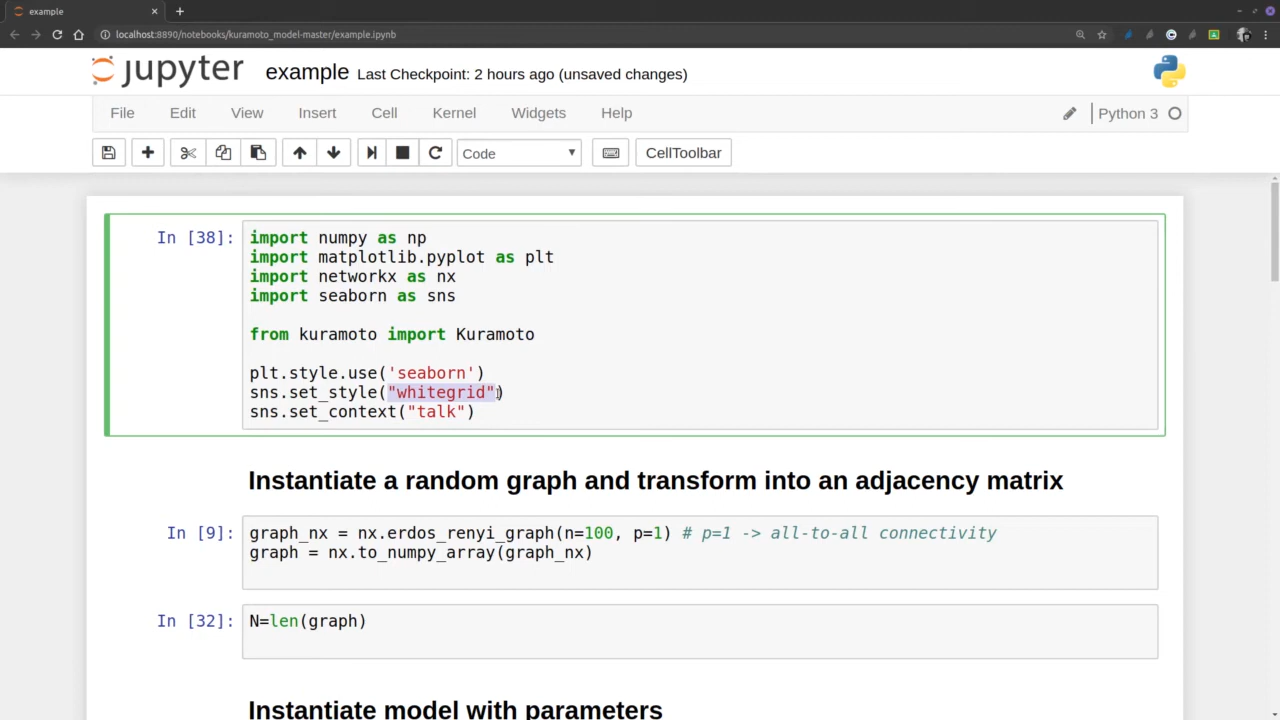 example
localhost:8890/notebooks/kuramoto_model-master/example.ipynb
jupyter example Last Checkpoint: 2 hours ago (unsaved changes)
File Edit View Insert Cell Kernel Widgets Help Python 3
Code CellToolbar
In [38]: import numpy as np
import matplotlib.pyplot as plt
import networkx as nx
import seaborn as sns
from kuramoto import Kuramoto
plt.style.use('seaborn')
sns.set_style("whitegrid")
sns.set_context("talk")
Instantiate a random graph and transform into an adjacency matrix
In [9]: graph_nx = nx.erdos_renyi_graph(n=100, p=1) # p=1 -> all-to-all connectivity
graph = nx.to_numpy_array(graph_nx)
In [32]: N=len(graph)
Instantiate model with parameters